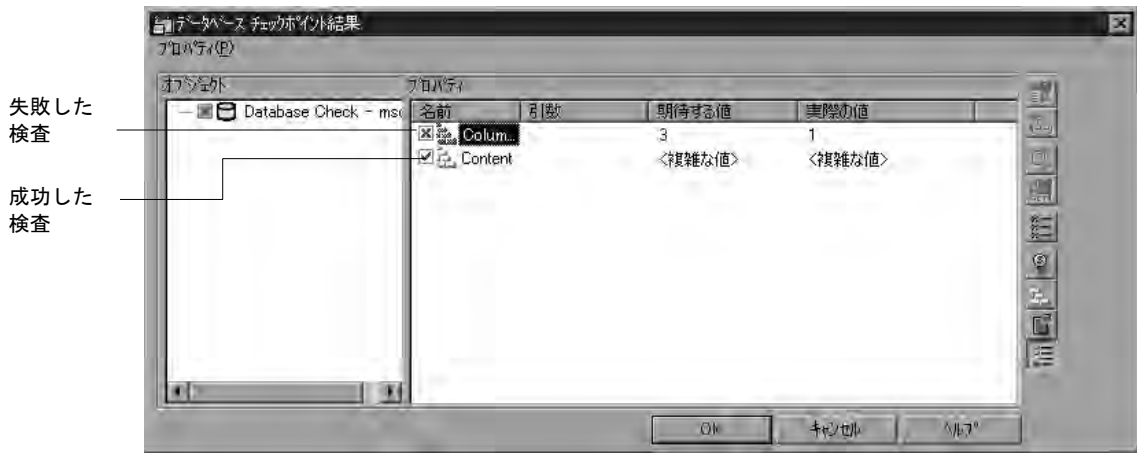 データベース チェックポイント結果
プロパティ(P)
オブジェクト
プロパティ
失敗した
検査
Database Check - ms
名前 引数 期待する値 実際の値
Colum... 3 1
Content <複雑な値> <複雑な値>
成功した
検査
OK キャンセル ヘルプ